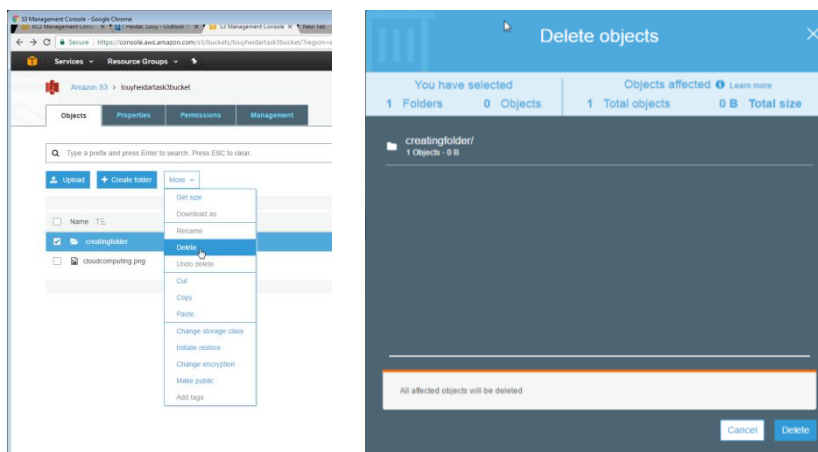 S3 Management Console - Google Chrome
S3 Management Console
New Tab
Secure
https://console.aws.amazon.com/s3/buckets/louyheidartask3bucket/?region=e
Services
Resource Groups
Amazon S3 > louyheidartask3bucket
Objects
Properties
Permissions
Management
Type a prefix and press Enter to search. Press ESC to clear.
Upload
+ Create folder
More
Get size
Download as
Name
Rename
creatingfolder
Delete
cloudcomputing.png
Undo delete
Cut
Copy
Paste
Change storage class
Initiate restore
Change encryption
Make public
Add tags
Delete objects
You have selected
Objects affected
Learn more
1 Folders
0 Objects
1 Total objects
0 B Total size
creatingfolder/
1 Objects - 0 B
All affected objects will be deleted
Cancel
Delete